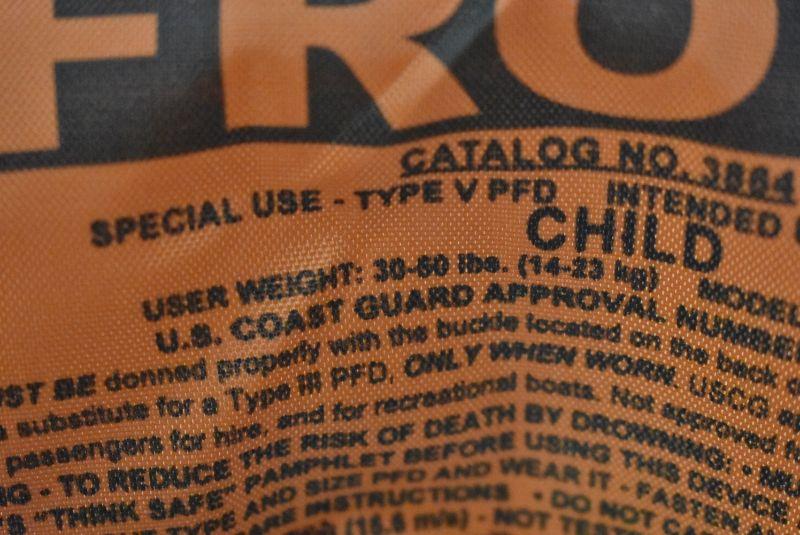 FRO
CATALOG NO. 3864
SPECIAL USE - TYPE V PFD INTENDED
CHILD
USER WEIGHT: 30-50 lbs. (14-23 kg) MODEL
U.S. COAST GUARD APPROVAL NUMBER
UST BE donned properly with the buckle located on the back
substitute for a Type III PFD, ONLY WHEN WORN. USCG
passengers for hire, and for recreational boats. Not approved
NG - TO REDUCE THE RISK OF DEATH BY DROWNING: •
'S "THINK SAFE" PAMPHLET BEFORE USING THIS DEVICE
TYPE AND SIZE PFD AND WEAR IT - FASTEN
CARE INSTRUCTIONS • DO NOT
(15.6 m/s) - NOT